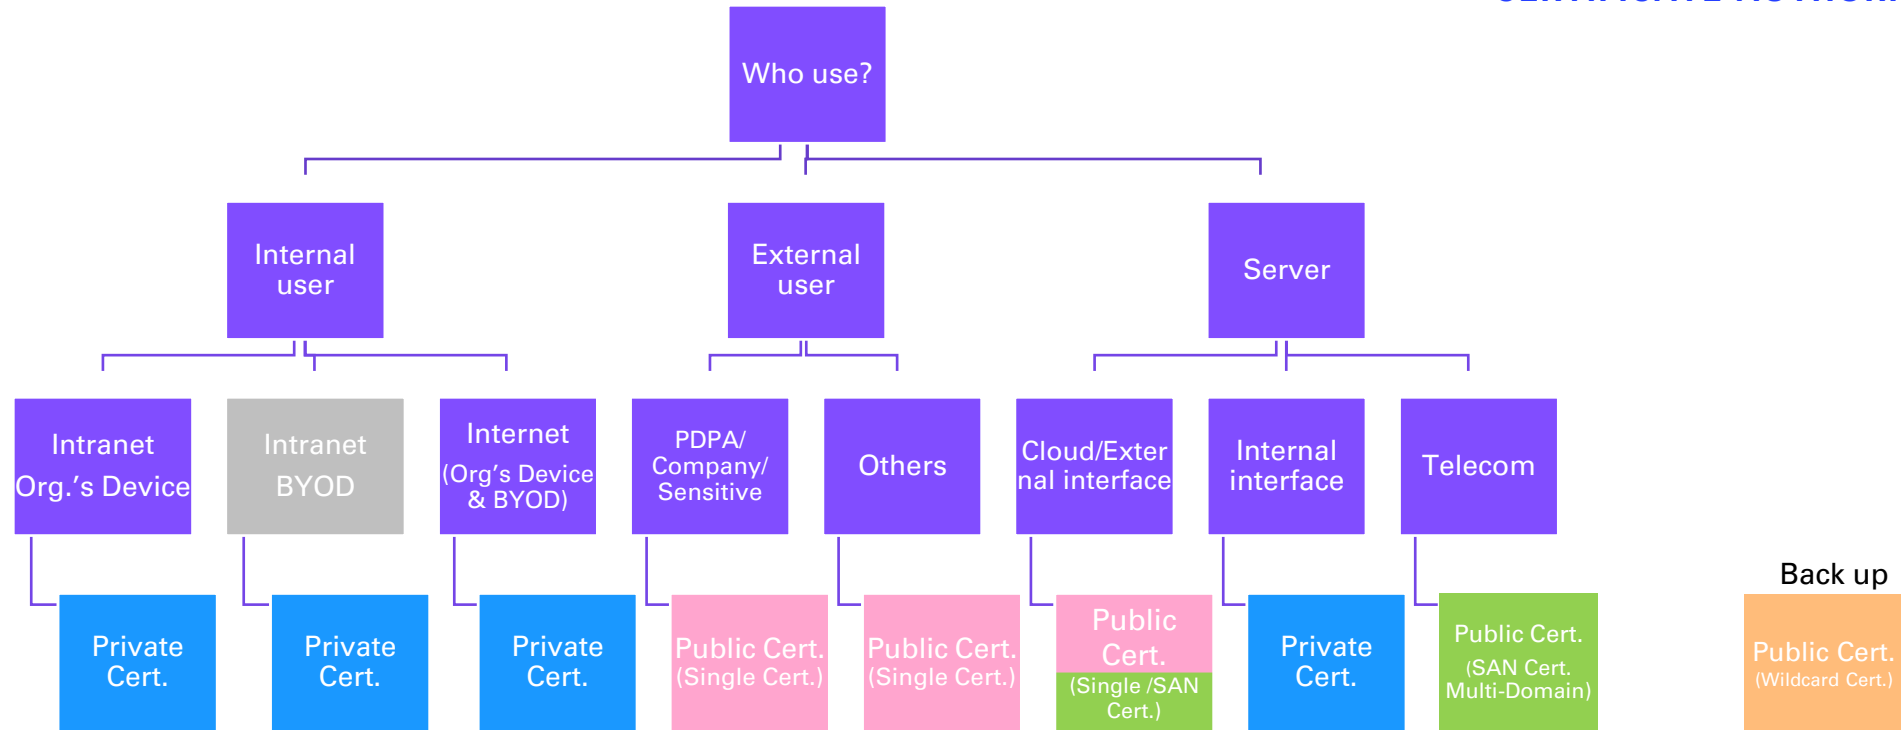 Who use?
Internal
user
External
user
Server
Intranet
Org.'s Device
Intranet
BYOD
Internet
(Org's Device
& BYOD)
PDPA/
Company/
Sensitive
Others
Cloud/Exter
nal interface
Internal
interface
Telecom
Back up
Private
Cert.
Private
Cert.
Private
Cert.
Public Cert.
(Single Cert.)
Public Cert.
(Single Cert.)
Public
Cert.
(Single /SAN
Cert.)
Private
Cert.
Public Cert.
(SAN Cert.
Multi-Domain)
Public Cert.
(Wildcard Cert.)